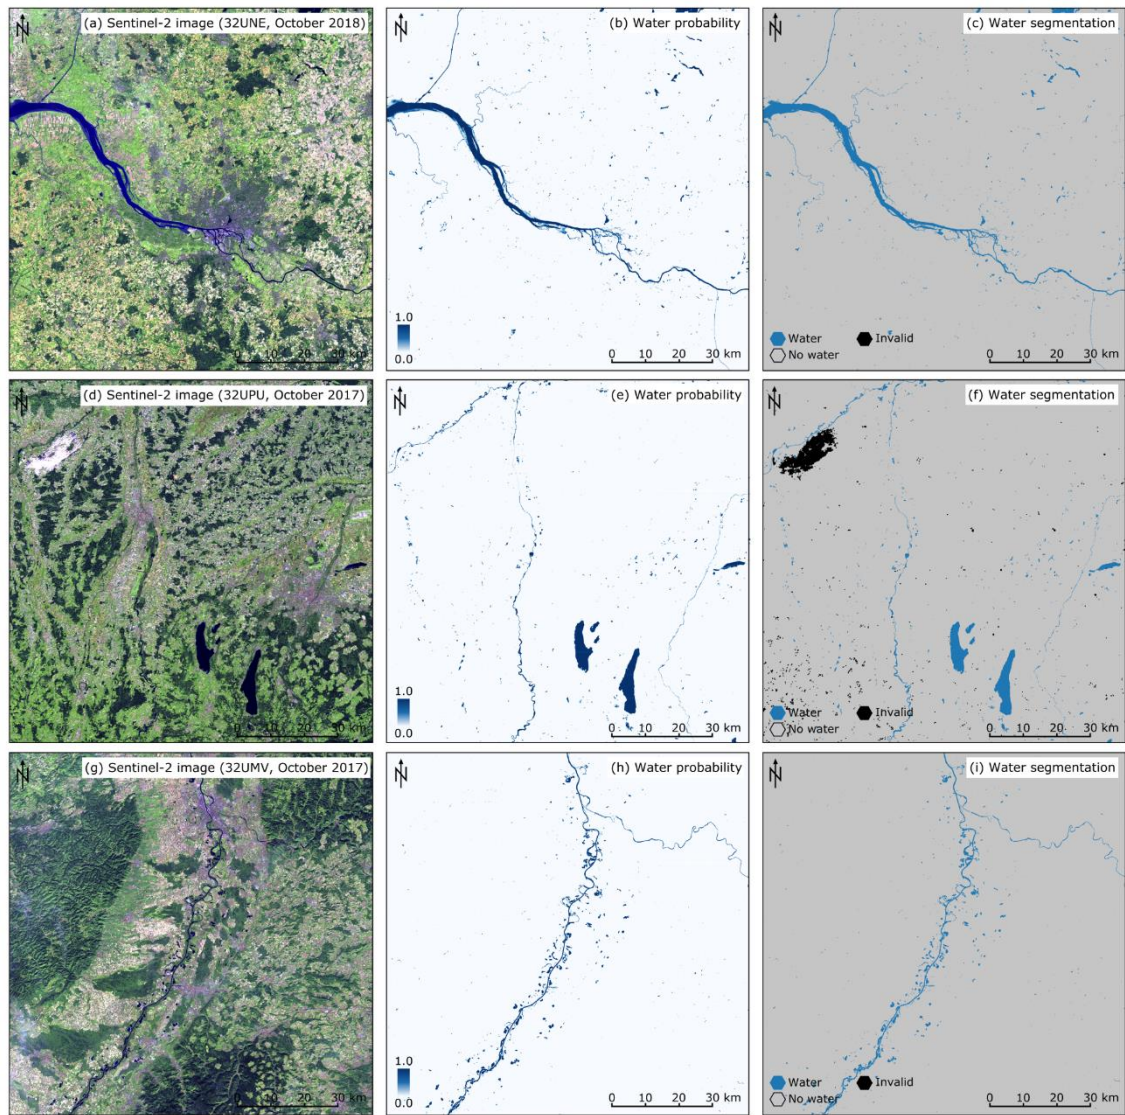 N
(a) Sentinel-2 image (32UNE, October 2018)
0 10 20 30 km
N
(b) Water probability
1.0
0.0
0 10 20 30 km
N
(c) Water segmentation
Water
Invalid
No water
0 10 20 30 km
N
(d) Sentinel-2 image (32UPU, October 2017)
0 10 20 30 km
N
(e) Water probability
1.0
0.0
0 10 20 30 km
N
(f) Water segmentation
Water
Invalid
No water
0 10 20 30 km
N
(g) Sentinel-2 image (32UMV, October 2017)
0 10 20 30 km
N
(h) Water probability
1.0
0.0
0 10 20 30 km
N
(i) Water segmentation
Water
Invalid
No water
0 10 20 30 km